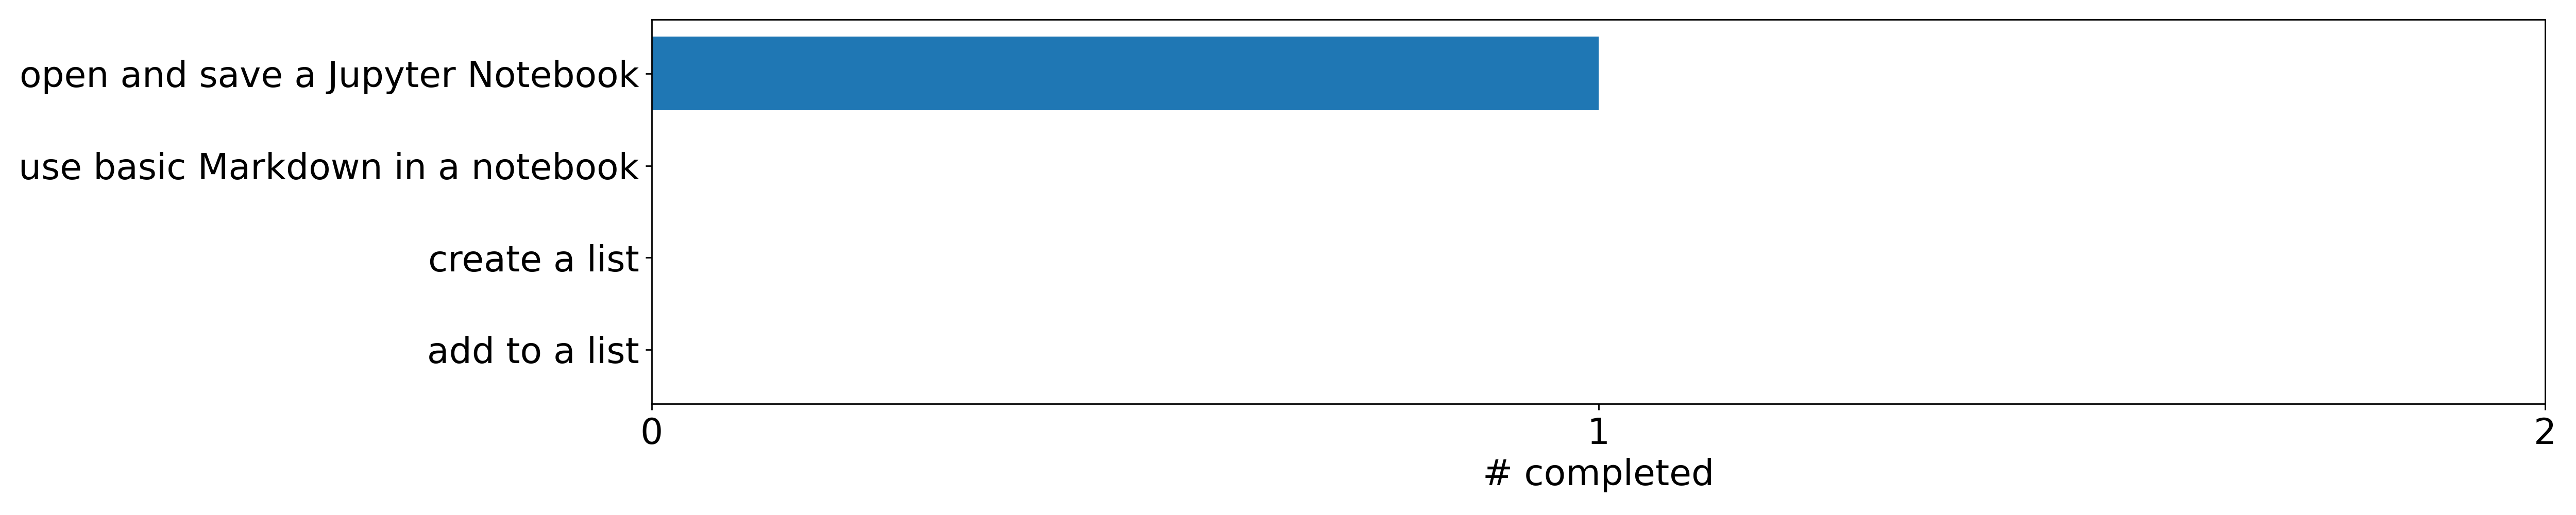 open and save a Jupyter Notebook
use basic Markdown in a notebook
create a list
add to a list
0 1 2
# completed